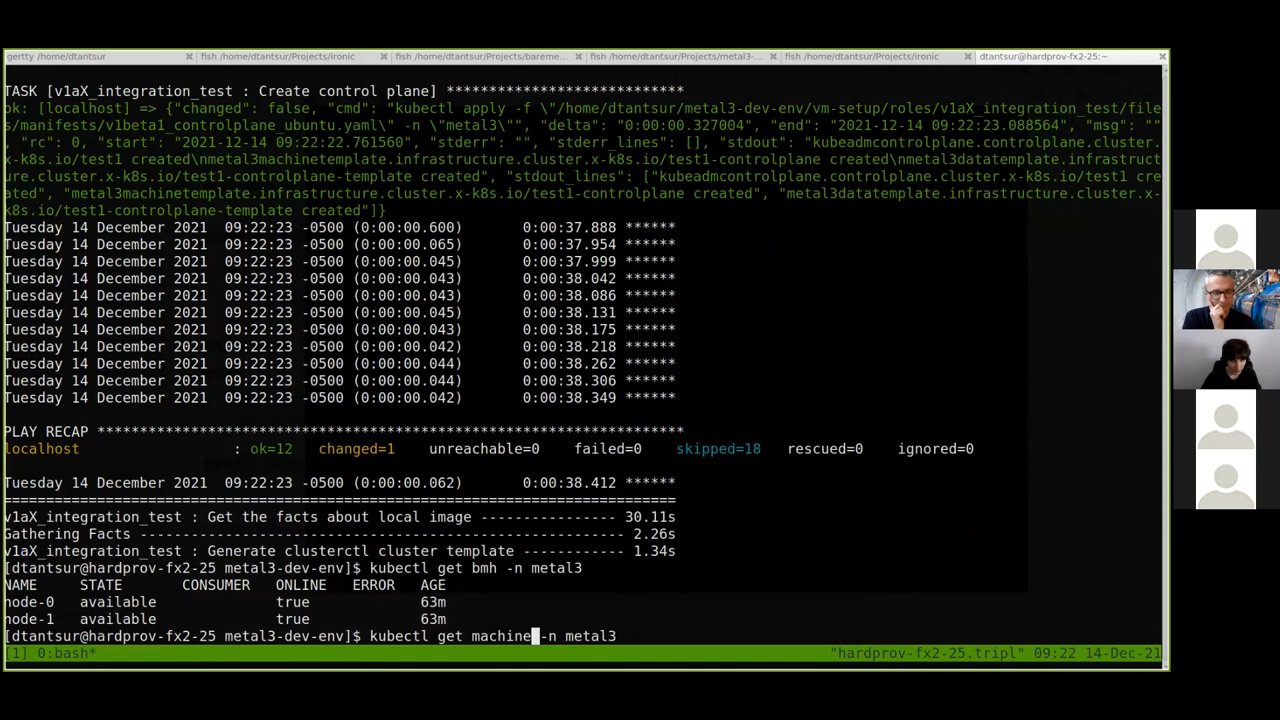 gertty /home/dtantsur
fish /home/dtantsur/Projects/ironic
fish /home/dtantsur/Projects/bareme...
fish /home/dtantsur/Projects/metal3-...
fish /home/dtantsur/Projects/ironic
dtantsur@hardprov-fx2-25:~
TASK [v1aX_integration_test : Create control plane] ****************************
ok: [localhost] => {"changed": false, "cmd": "kubectl apply -f \"/home/dtantsur/metal3-dev-env/vm-setup/roles/v1aX_integration_test/file
s/manifests/v1beta1_controlplane_ubuntu.yaml\" -n \"metal3\"", "delta": "0:00:00.327004", "end": "2021-12-14 09:22:23.088564", "msg": ""
, "rc": 0, "start": "2021-12-14 09:22:22.761560", "stderr": "", "stderr_lines": [], "stdout": "kubeadmcontrolplane.controlplane.cluster.
x-k8s.io/test1 created\nmetal3machinetemplate.infrastructure.cluster.x-k8s.io/test1-controlplane created\nmetal3datatemplate.infrastruct
ure.cluster.x-k8s.io/test1-controlplane-template created", "stdout_lines": ["kubeadmcontrolplane.controlplane.cluster.x-k8s.io/test1 cre
ated", "metal3machinetemplate.infrastructure.cluster.x-k8s.io/test1-controlplane created", "metal3datatemplate.infrastructure.cluster.x-
k8s.io/test1-controlplane-template created"]}
Tuesday 14 December 2021  09:22:23 -0500 (0:00:00.600)       0:00:37.888 ******
Tuesday 14 December 2021  09:22:23 -0500 (0:00:00.065)       0:00:37.954 ******
Tuesday 14 December 2021  09:22:23 -0500 (0:00:00.045)       0:00:37.999 ******
Tuesday 14 December 2021  09:22:23 -0500 (0:00:00.043)       0:00:38.042 ******
Tuesday 14 December 2021  09:22:23 -0500 (0:00:00.043)       0:00:38.086 ******
Tuesday 14 December 2021  09:22:23 -0500 (0:00:00.045)       0:00:38.131 ******
Tuesday 14 December 2021  09:22:23 -0500 (0:00:00.043)       0:00:38.175 ******
Tuesday 14 December 2021  09:22:23 -0500 (0:00:00.042)       0:00:38.218 ******
Tuesday 14 December 2021  09:22:23 -0500 (0:00:00.044)       0:00:38.262 ******
Tuesday 14 December 2021  09:22:23 -0500 (0:00:00.044)       0:00:38.306 ******
Tuesday 14 December 2021  09:22:23 -0500 (0:00:00.042)       0:00:38.349 ******
PLAY RECAP *********************************************************************
localhost                  : ok=12   changed=1    unreachable=0    failed=0    skipped=18   rescued=0    ignored=0
Tuesday 14 December 2021  09:22:23 -0500 (0:00:00.062)       0:00:38.412 ******
===============================================================================
v1aX_integration_test : Get the facts about local image ---------------- 30.11s
Gathering Facts --------------------------------------------------------- 2.26s
v1aX_integration_test : Generate clusterctl cluster template ------------ 1.34s
[dtantsur@hardprov-fx2-25 metal3-dev-env]$ kubectl get bmh -n metal3
NAME     STATE       CONSUMER   ONLINE   ERROR   AGE
node-0   available              true             63m
node-1   available              true             63m
[dtantsur@hardprov-fx2-25 metal3-dev-env]$ kubectl get machine -n metal3
[1] 0:bash*
"hardprov-fx2-25.tripl" 09:22 14-Dec-21